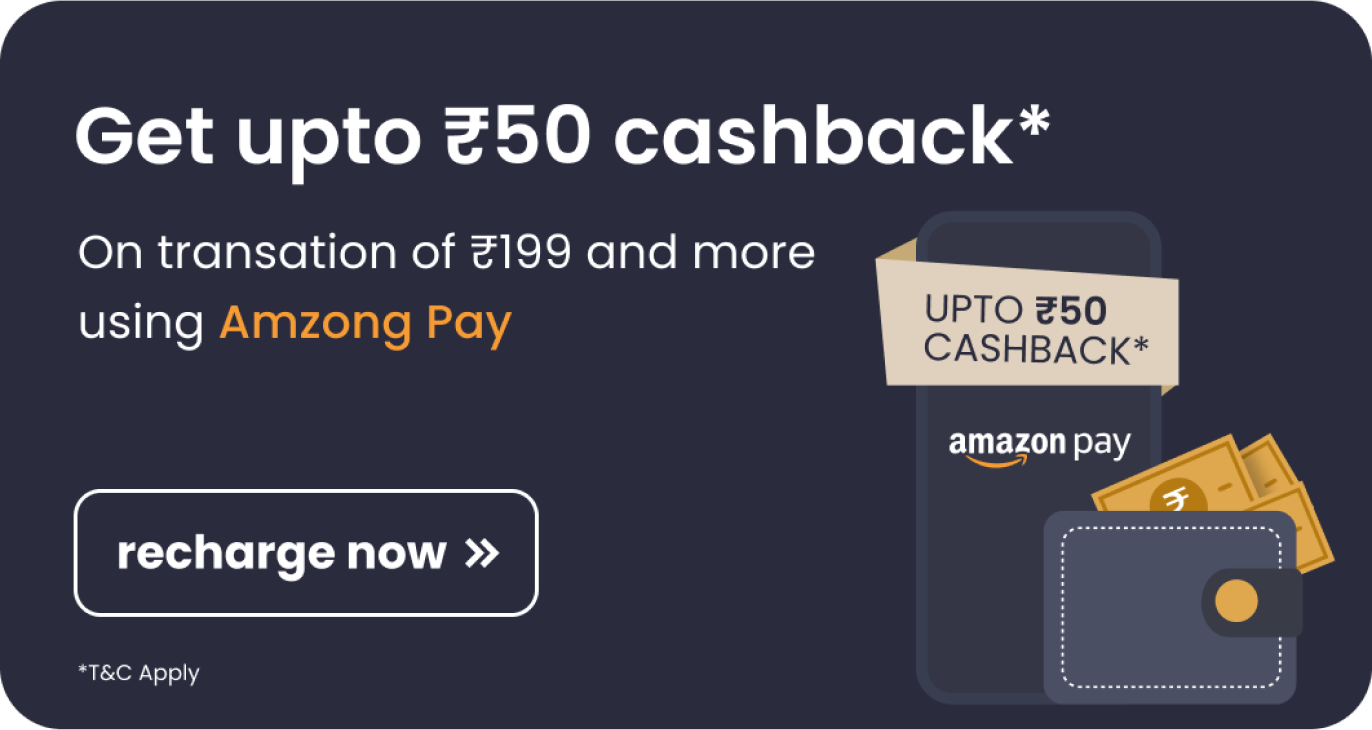 Get upto ₹50 cashback*
On transation of ₹199 and more
using Amzong Pay
UPTO ₹50
CASHBACK*
amazon pay
₹
recharge now »
*T&C Apply